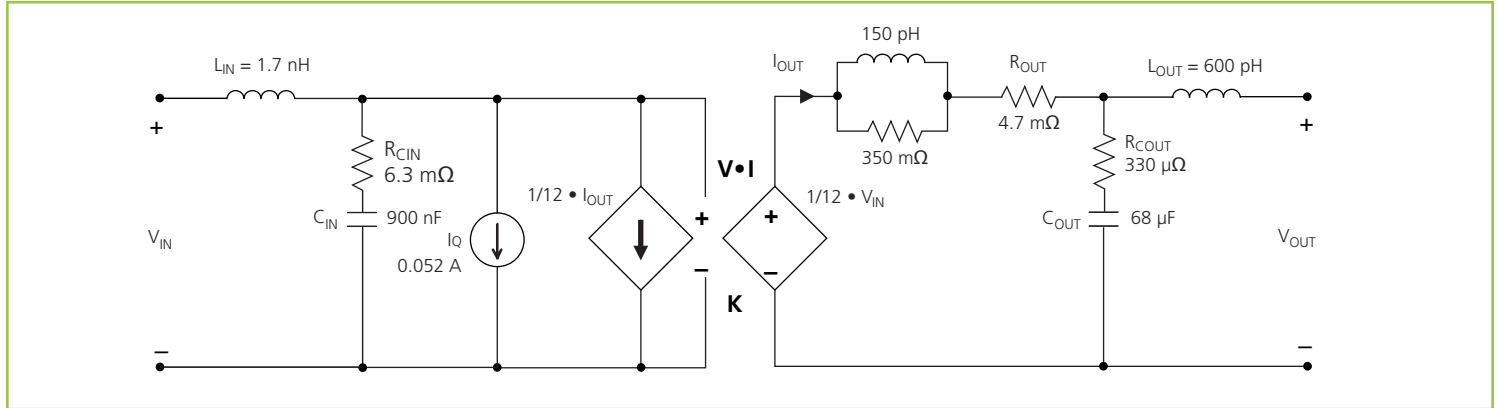 L_IN = 1.7 nH
+
R_CIN
6.3 mΩ
C_IN 900 nF
V_IN
I_Q
0.052 A
–
1/12 • I_OUT
V•I
+
–
K
+
–
1/12 • V_IN
I_OUT
150 pH
350 mΩ
R_OUT
4.7 mΩ
L_OUT = 600 pH
R_COUT
330 µΩ
C_OUT 68 µF
+
V_OUT
–